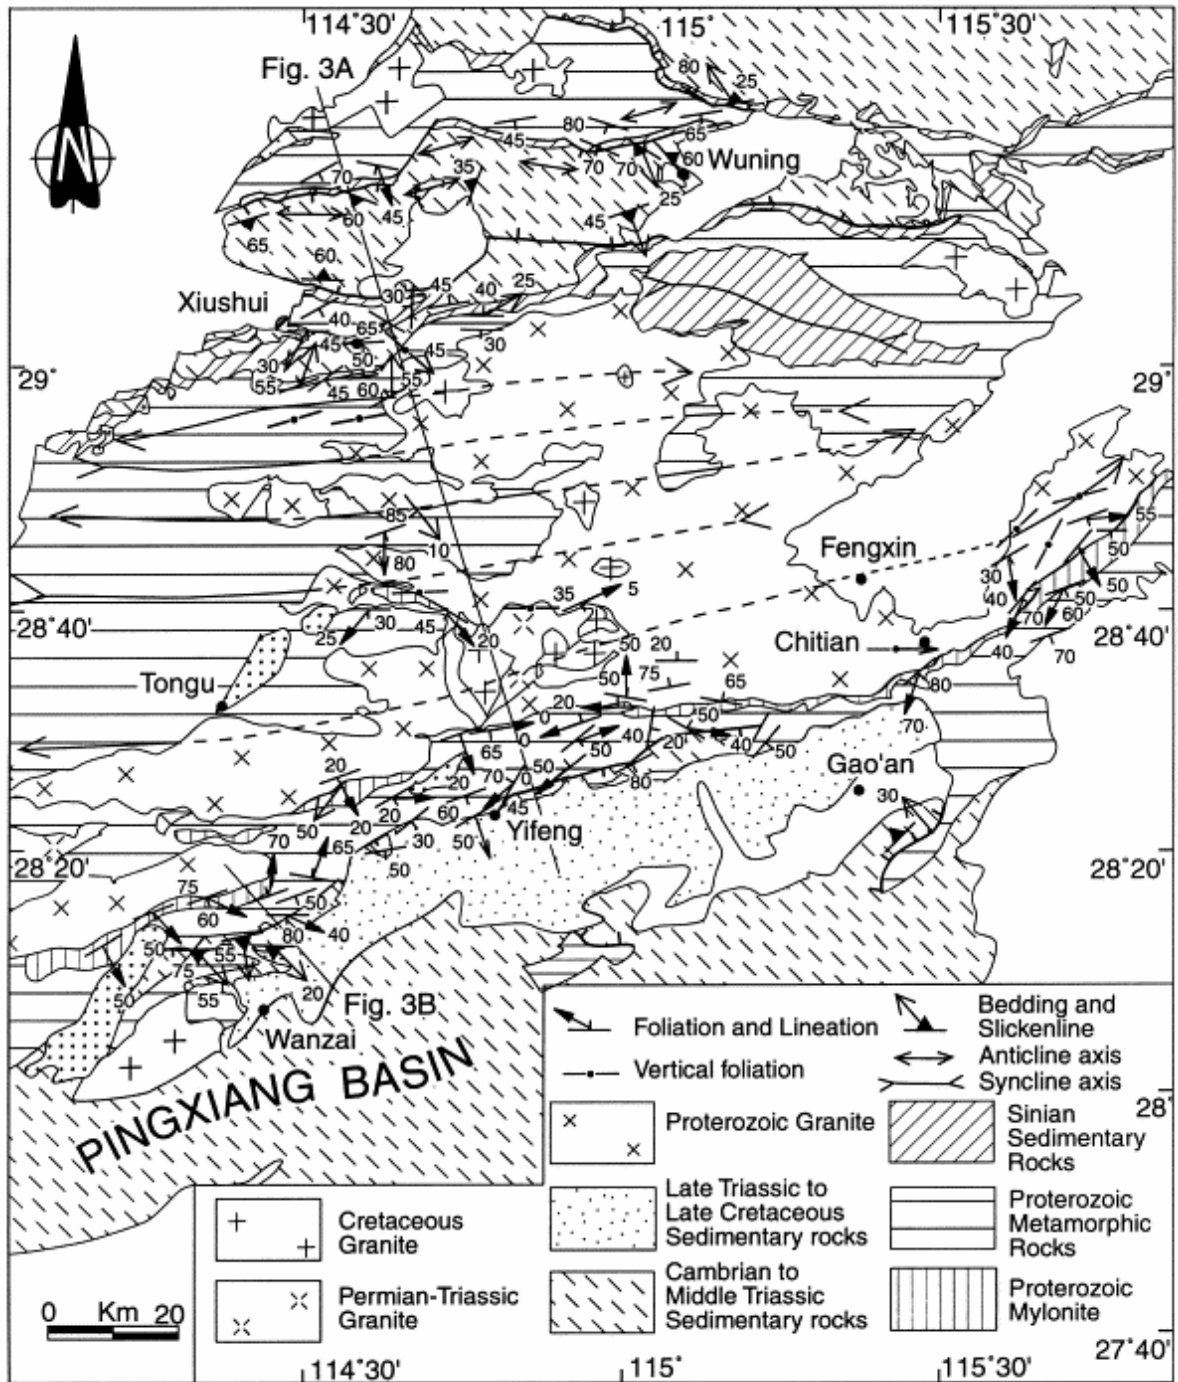 114°30'
115°
115°30'
Fig. 3A
N
80
25
45
80
65
70
70
60
Wuning
35
70
25
45
60
45
65
60
30
45
40
25
Xiushui
40
65
30
45
50
45
30
55
45
60
55
29°
29°
85
10
80
55
50
Fengxin
30
40
50
50
60
70
35
5
30
25
45
20
28°40'
28°40'
Chitian
40
70
50
20
Tongu
50
75
65
80
20
0
50
70
65
0
50
40
20
40
50
20
50
Gao'an
70
20
0
80
30
20
60
45
Yifeng
50
20
30
50
70
65
50
28°20'
28°20'
75
50
60
40
80
50
55
75
20
50
55
Fig. 3B
Wanzai
PINGXIANG BASIN
Foliation and Lineation
Bedding and
Slickenline
Vertical foliation
Anticline axis
Syncline axis
28°
Proterozoic Granite
Sinian
Sedimentary
Rocks
Cretaceous
Granite
Late Triassic to
Late Cretaceous
Sedimentary rocks
Proterozoic
Metamorphic
Rocks
Permian-Triassic
Granite
Cambrian to
Middle Triassic
Sedimentary rocks
Proterozoic
Mylonite
0 Km 20
27°40'
114°30'
115°
115°30'